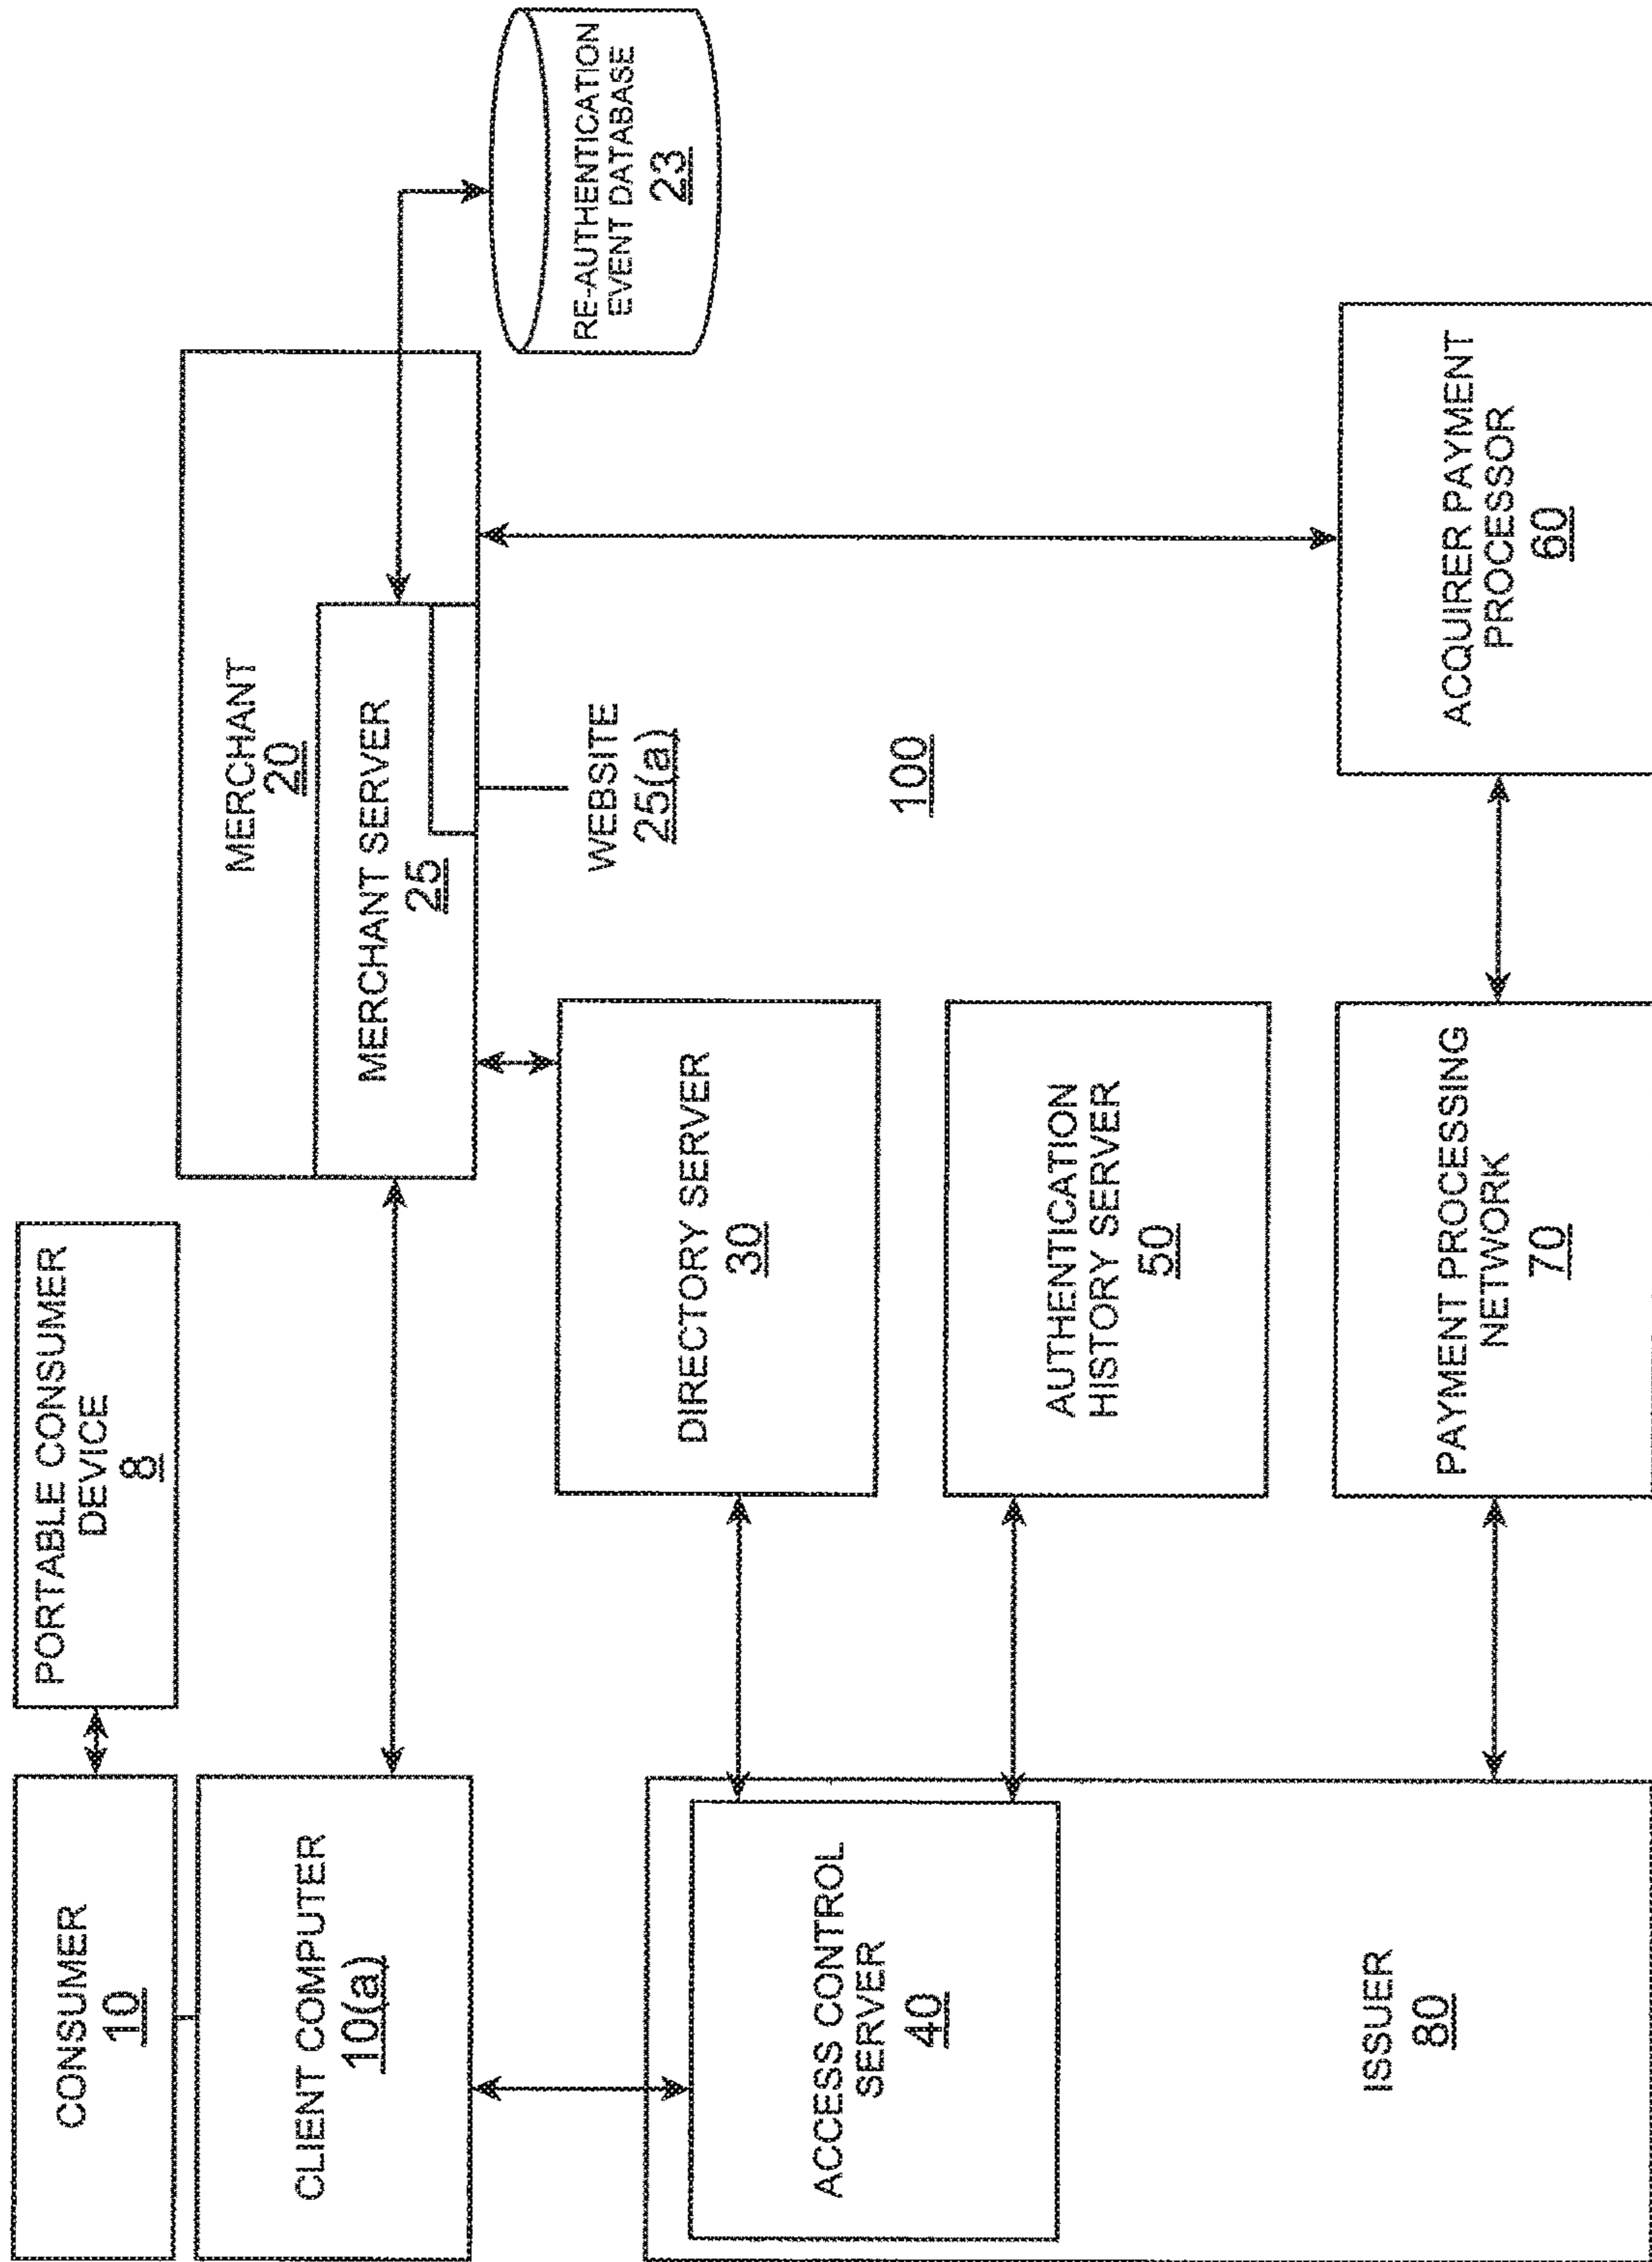 CONSUMER
10
PORTABLE CONSUMER
DEVICE
8
CLIENT COMPUTER
10(a)
MERCHANT
20
MERCHANT SERVER
25
WEBSITE
25(a)
RE-AUTHENTICATION
EVENT DATABASE
23
DIRECTORY SERVER
30
100
ACCESS CONTROL
SERVER
40
AUTHENTICATION
HISTORY SERVER
50
ISSUER
80
PAYMENT PROCESSING
NETWORK
70
ACQUIRER PAYMENT
PROCESSOR
60